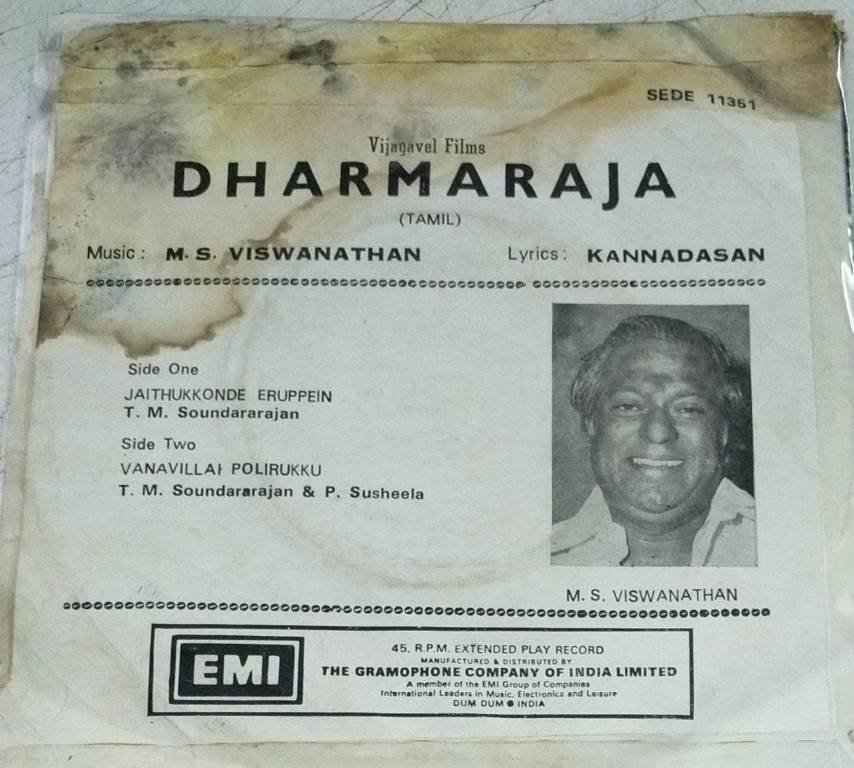 SEDE 11351
Vijayavel Films
DHARMARAJA
(TAMIL)
Music: M. S. VISWANATHAN Lyrics: KANNADASAN
Side One
JAITHUKKONDE ERUPPEIN
T. M. Soundararajan
Side Two
VANAVILLAI POLIRUKKU
T. M. Soundararajan & P. Susheela
M. S. VISWANATHAN
EMI
45, R.P.M. EXTENDED PLAY RECORD
MANUFACTURED & DISTRIBUTED BY
THE GRAMOPHONE COMPANY OF INDIA LIMITED
A member of the EMI Group of Companies
International Leaders in Music, Electronics and Leisure
DUM DUM ● INDIA